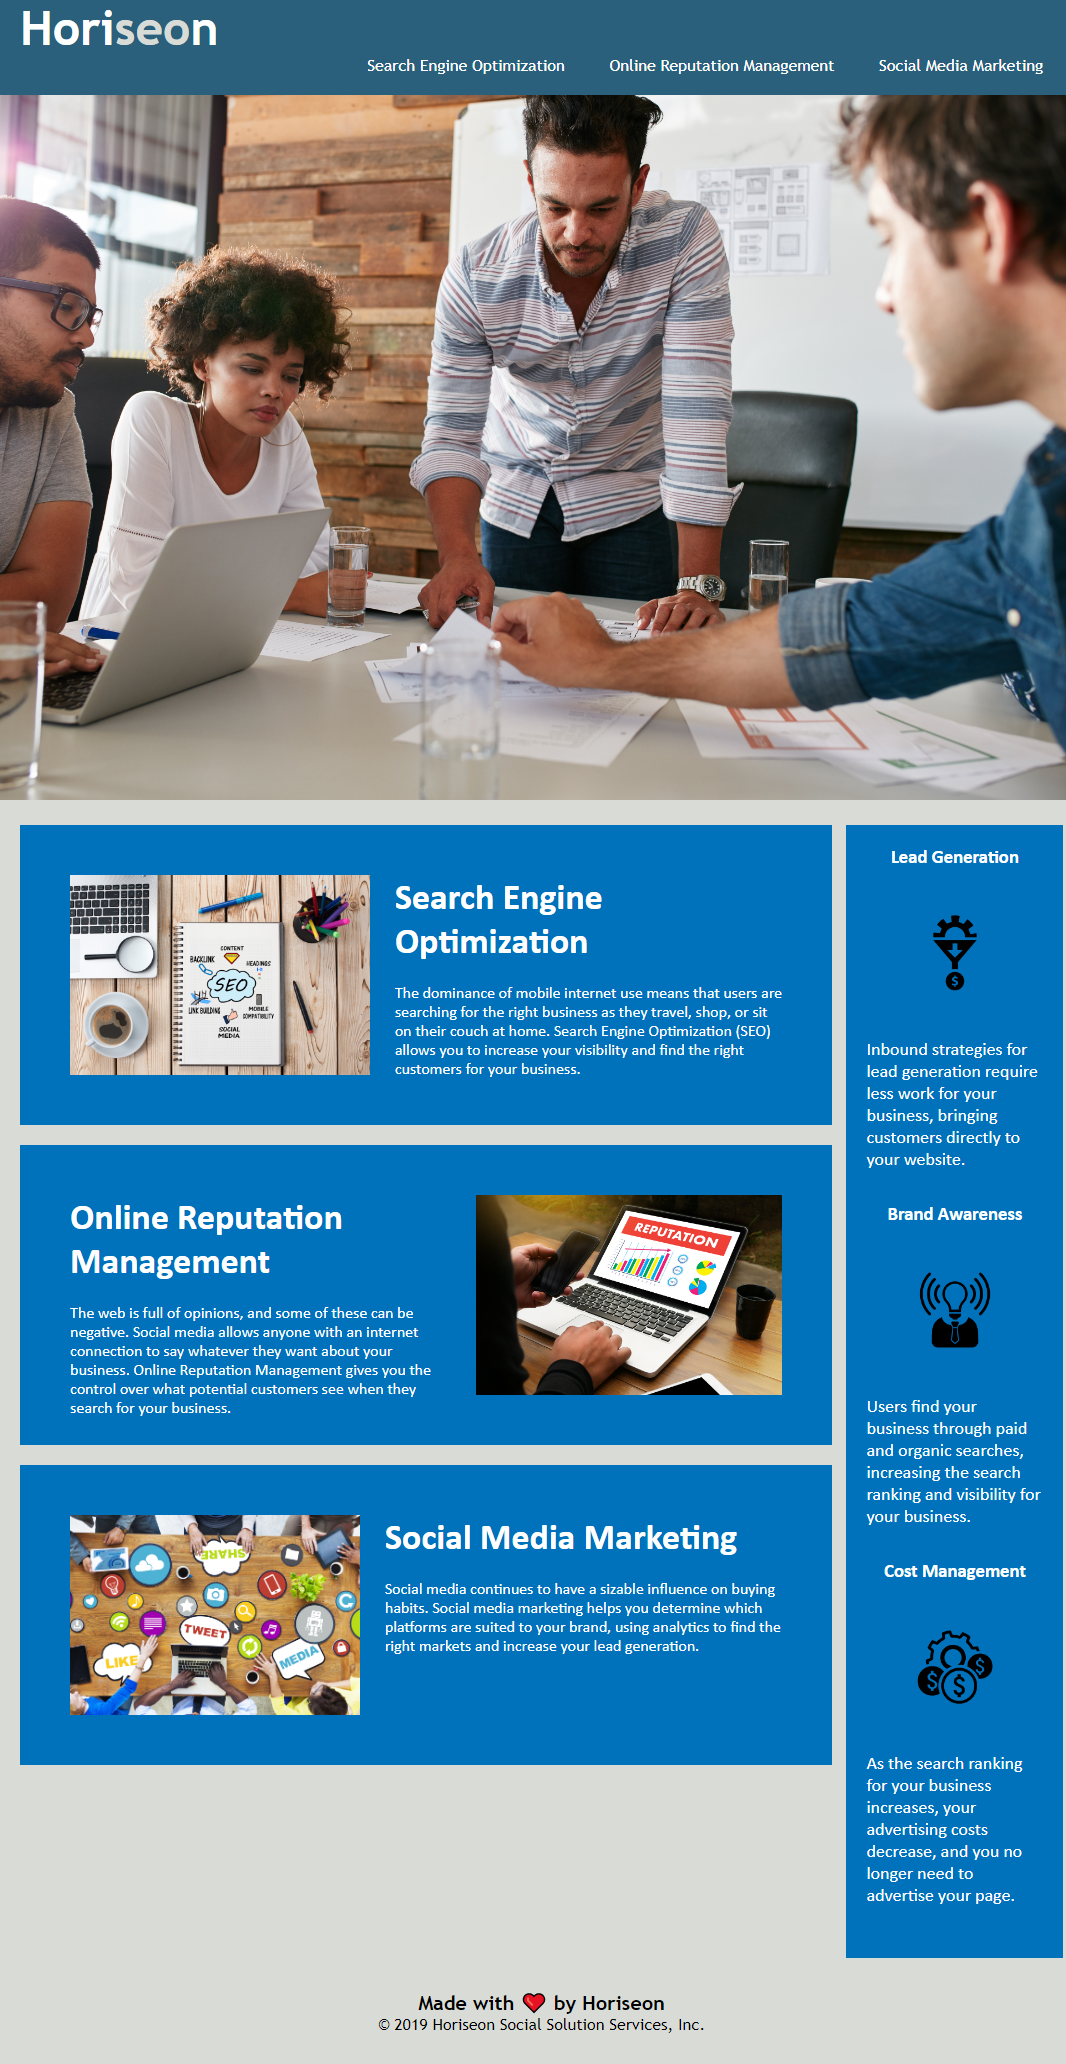 Horiseon
Search Engine Optimization
Online Reputation Management
Social Media Marketing
CONTENT
BACKLINK
HEADINGS
SEO
LINK BUILDING
MOBILE
COMPATIBILITY
SOCIAL
MEDIA
Search Engine
Optimization
The dominance of mobile internet use means that users are
searching for the right business as they travel, shop, or sit
on their couch at home. Search Engine Optimization (SEO)
allows you to increase your visibility and find the right
customers for your business.
Online Reputation
Management
The web is full of opinions, and some of these can be
negative. Social media allows anyone with an internet
connection to say whatever they want about your
business. Online Reputation Management gives you the
control over what potential customers see when they
search for your business.
REPUTATION
SHARE
TWEET
LIKE
MEDIA
Social Media Marketing
Social media continues to have a sizable influence on buying
habits. Social media marketing helps you determine which
platforms are suited to your brand, using analytics to find the
right markets and increase your lead generation.
Lead Generation
$
Inbound strategies for
lead generation require
less work for your
business, bringing
customers directly to
your website.
Brand Awareness
Users find your
business through paid
and organic searches,
increasing the search
ranking and visibility for
your business.
Cost Management
$ $ $
As the search ranking
for your business
increases, your
advertising costs
decrease, and you no
longer need to
advertise your page.
Made with ❤️ by Horiseon
© 2019 Horiseon Social Solution Services, Inc.